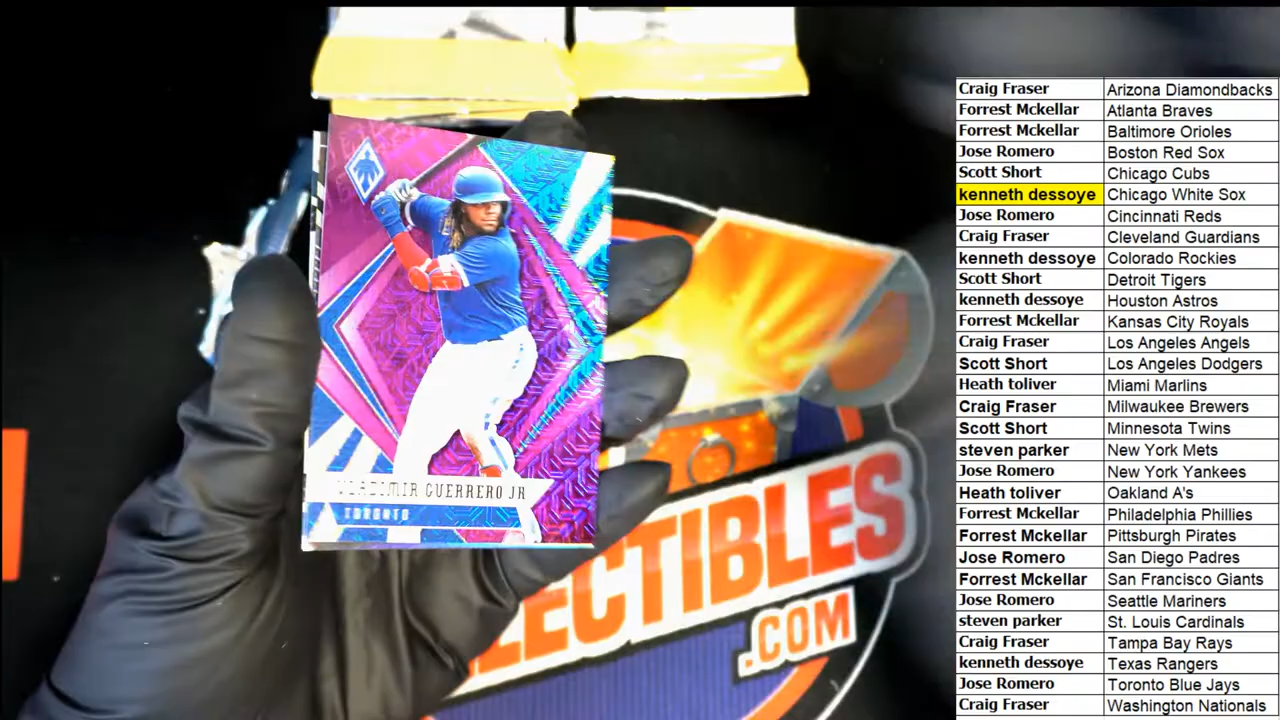 VLADIMIR GUERRERO JR
TORONTO
LECTIBLES
.COM
Craig Fraser Arizona Diamondbacks
Forrest Mckellar Atlanta Braves
Forrest Mckellar Baltimore Orioles
Jose Romero Boston Red Sox
Scott Short Chicago Cubs
kenneth dessoye Chicago White Sox
Jose Romero Cincinnati Reds
Craig Fraser Cleveland Guardians
kenneth dessoye Colorado Rockies
Scott Short Detroit Tigers
kenneth dessoye Houston Astros
Forrest Mckellar Kansas City Royals
Craig Fraser Los Angeles Angels
Scott Short Los Angeles Dodgers
Heath toliver Miami Marlins
Craig Fraser Milwaukee Brewers
Scott Short Minnesota Twins
steven parker New York Mets
Jose Romero New York Yankees
Heath toliver Oakland A's
Forrest Mckellar Philadelphia Phillies
Forrest Mckellar Pittsburgh Pirates
Jose Romero San Diego Padres
Forrest Mckellar San Francisco Giants
Jose Romero Seattle Mariners
steven parker St. Louis Cardinals
Craig Fraser Tampa Bay Rays
kenneth dessoye Texas Rangers
Jose Romero Toronto Blue Jays
Craig Fraser Washington Nationals